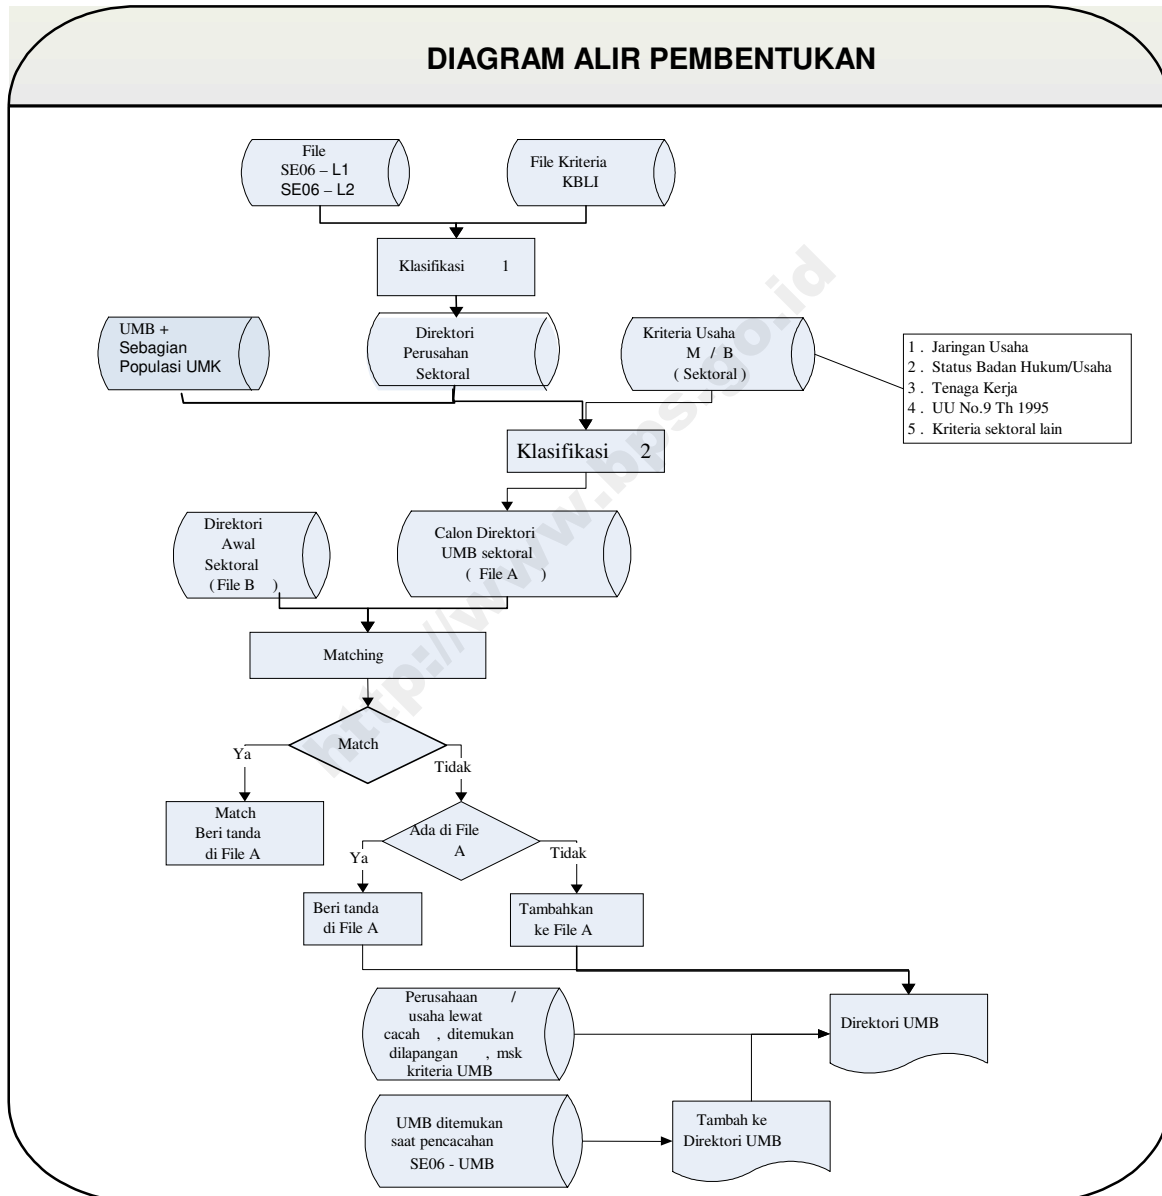 DIAGRAM ALIR PEMBENTUKAN
File
SE06 – L1
SE06 – L2
File Kriteria
KBLI
Klasifikasi 1
UMB +
Sebagian
Populasi UMK
Direktori
Perusahan
Sektoral
Kriteria Usaha
M / B
( Sektoral )
1 . Jaringan Usaha
2 . Status Badan Hukum/Usaha
3 . Tenaga Kerja
4 . UU No.9 Th 1995
5 . Kriteria sektoral lain
Klasifikasi 2
Direktori
Awal
Sektoral
(File B )
Calon Direktori
UMB sektoral
( File A )
Matching
Match
Ya
Tidak
Match
Beri tanda
di File A
Ada di File
A
Ya
Tidak
Beri tanda
di File A
Tambahkan
ke File A
Perusahaan /
usaha lewat
cacah , ditemukan
dilapangan , msk
kriteria UMB
Direktori UMB
UMB ditemukan
saat pencacahan
SE06 - UMB
Tambah ke
Direktori UMB
http://www.bps.go.id